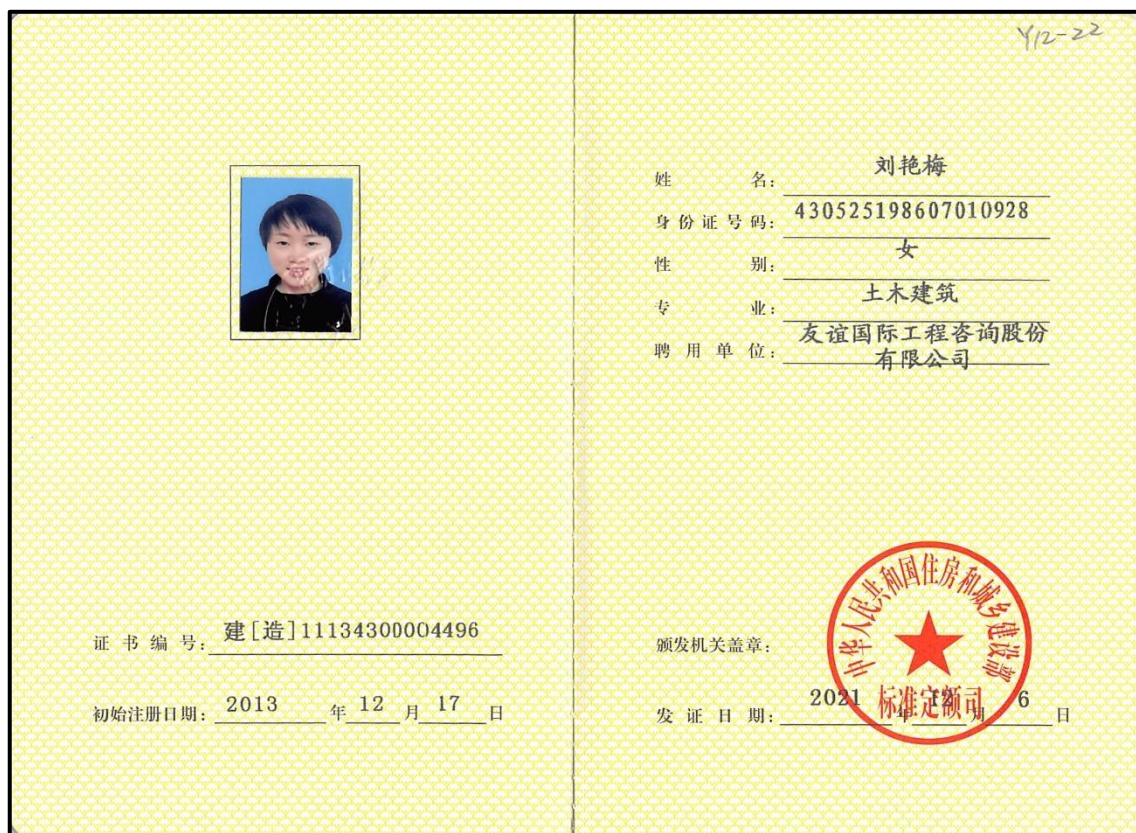 Y12-22
姓名: 刘艳梅
身份证号码: 430525198607010928
性别: 女
专业: 土木建筑
聘用单位: 友谊国际工程咨询股份
有限公司
证书编号: 建[造]11134300004496
初始注册日期: 2013 年 12 月 17 日
颁发机关盖章:
中华人民共和国住房和城乡建设部
标准定额司
发证日期: 2021 年 12 月 6 日